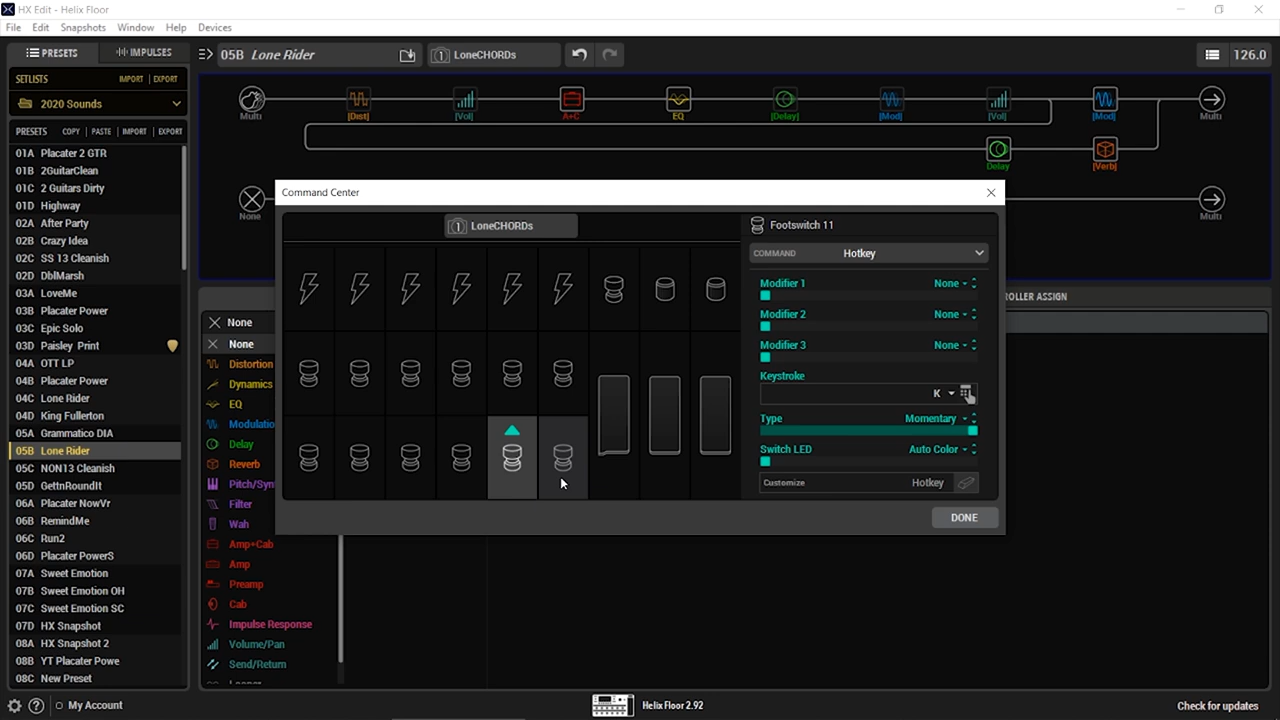 HX Edit - Helix Floor
File Edit Snapshots Window Help Devices
PRESETS IMPULSES
05B Lone Rider
1 LoneCHORDs
126.0
SETLISTS IMPORT | EXPORT
2020 Sounds
PRESETS COPY | PASTE | IMPORT | EXPORT
01A Placater 2 GTR
01B 2GuitarClean
01C 2 Guitars Dirty
01D Highway
02A After Party
02B Crazy Idea
02C SS 13 Cleanish
02D DblMarsh
03A LoveMe
03B Placater Power
03C Epic Solo
03D Paisley Print
04A OTT LP
04B Placater Power
04C Lone Rider
04D King Fullerton
05A Grammatico DIA
05B Lone Rider
05C NON13 Cleanish
05D GettnRoundIt
06A Placater NowVr
06B RemindMe
06C Run2
06D Placater PowerS
07A Sweet Emotion
07B Sweet Emotion OH
07C Sweet Emotion SC
07D HX Snapshot
08A HX Snapshot 2
08B YT Placater Powe
08C New Preset
Multi [Dist] [Vol] A+C EQ [Delay] [Mod] [Vol] [Mod] Multi
Delay [Verb]
None Multi
None
None
Distortion
Dynamics
EQ
Modulatio
Delay
Reverb
Pitch/Syn
Filter
Wah
Amp+Cab
Amp
Preamp
Cab
Impulse Response
Volume/Pan
Send/Return
Looper
ROLLER ASSIGN
Command Center
1 LoneCHORDs
Footswitch 11
COMMAND Hotkey
Modifier 1 None
Modifier 2 None
Modifier 3 None
Keystroke
K
Type Momentary
Switch LED Auto Color
Customize Hotkey
DONE
My Account
Helix Floor 2.92
Check for updates